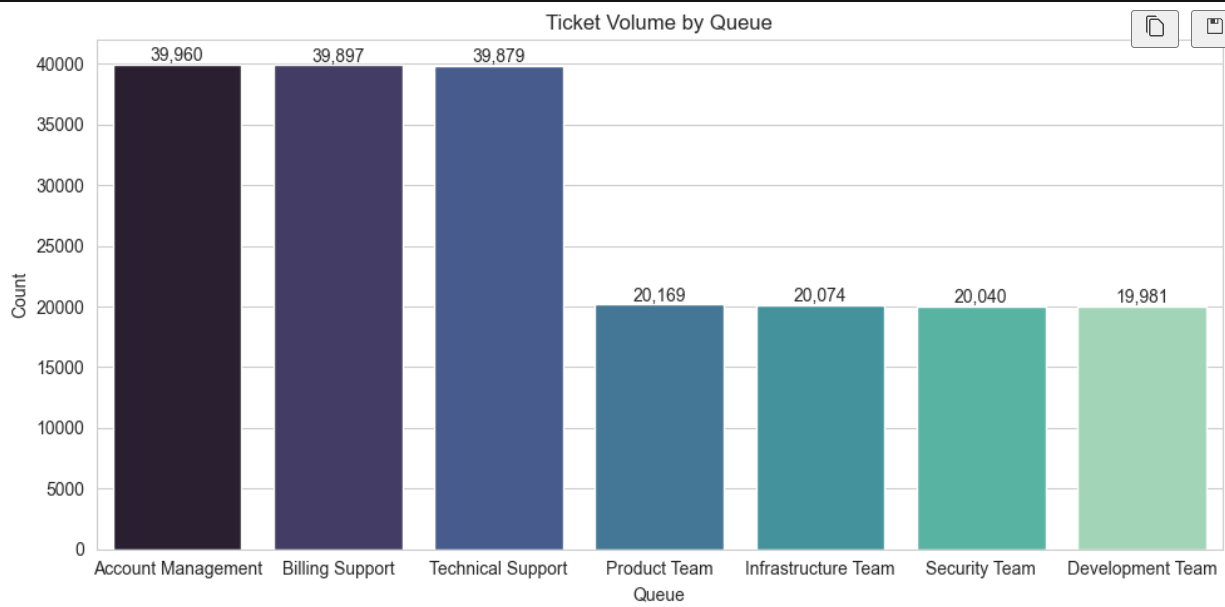 Ticket Volume by Queue
39,960
39,897
39,879
20,169
20,074
20,040
19,981
40000
35000
30000
25000
20000
15000
10000
5000
0
Count
Account Management
Billing Support
Technical Support
Product Team
Infrastructure Team
Security Team
Development Team
Queue